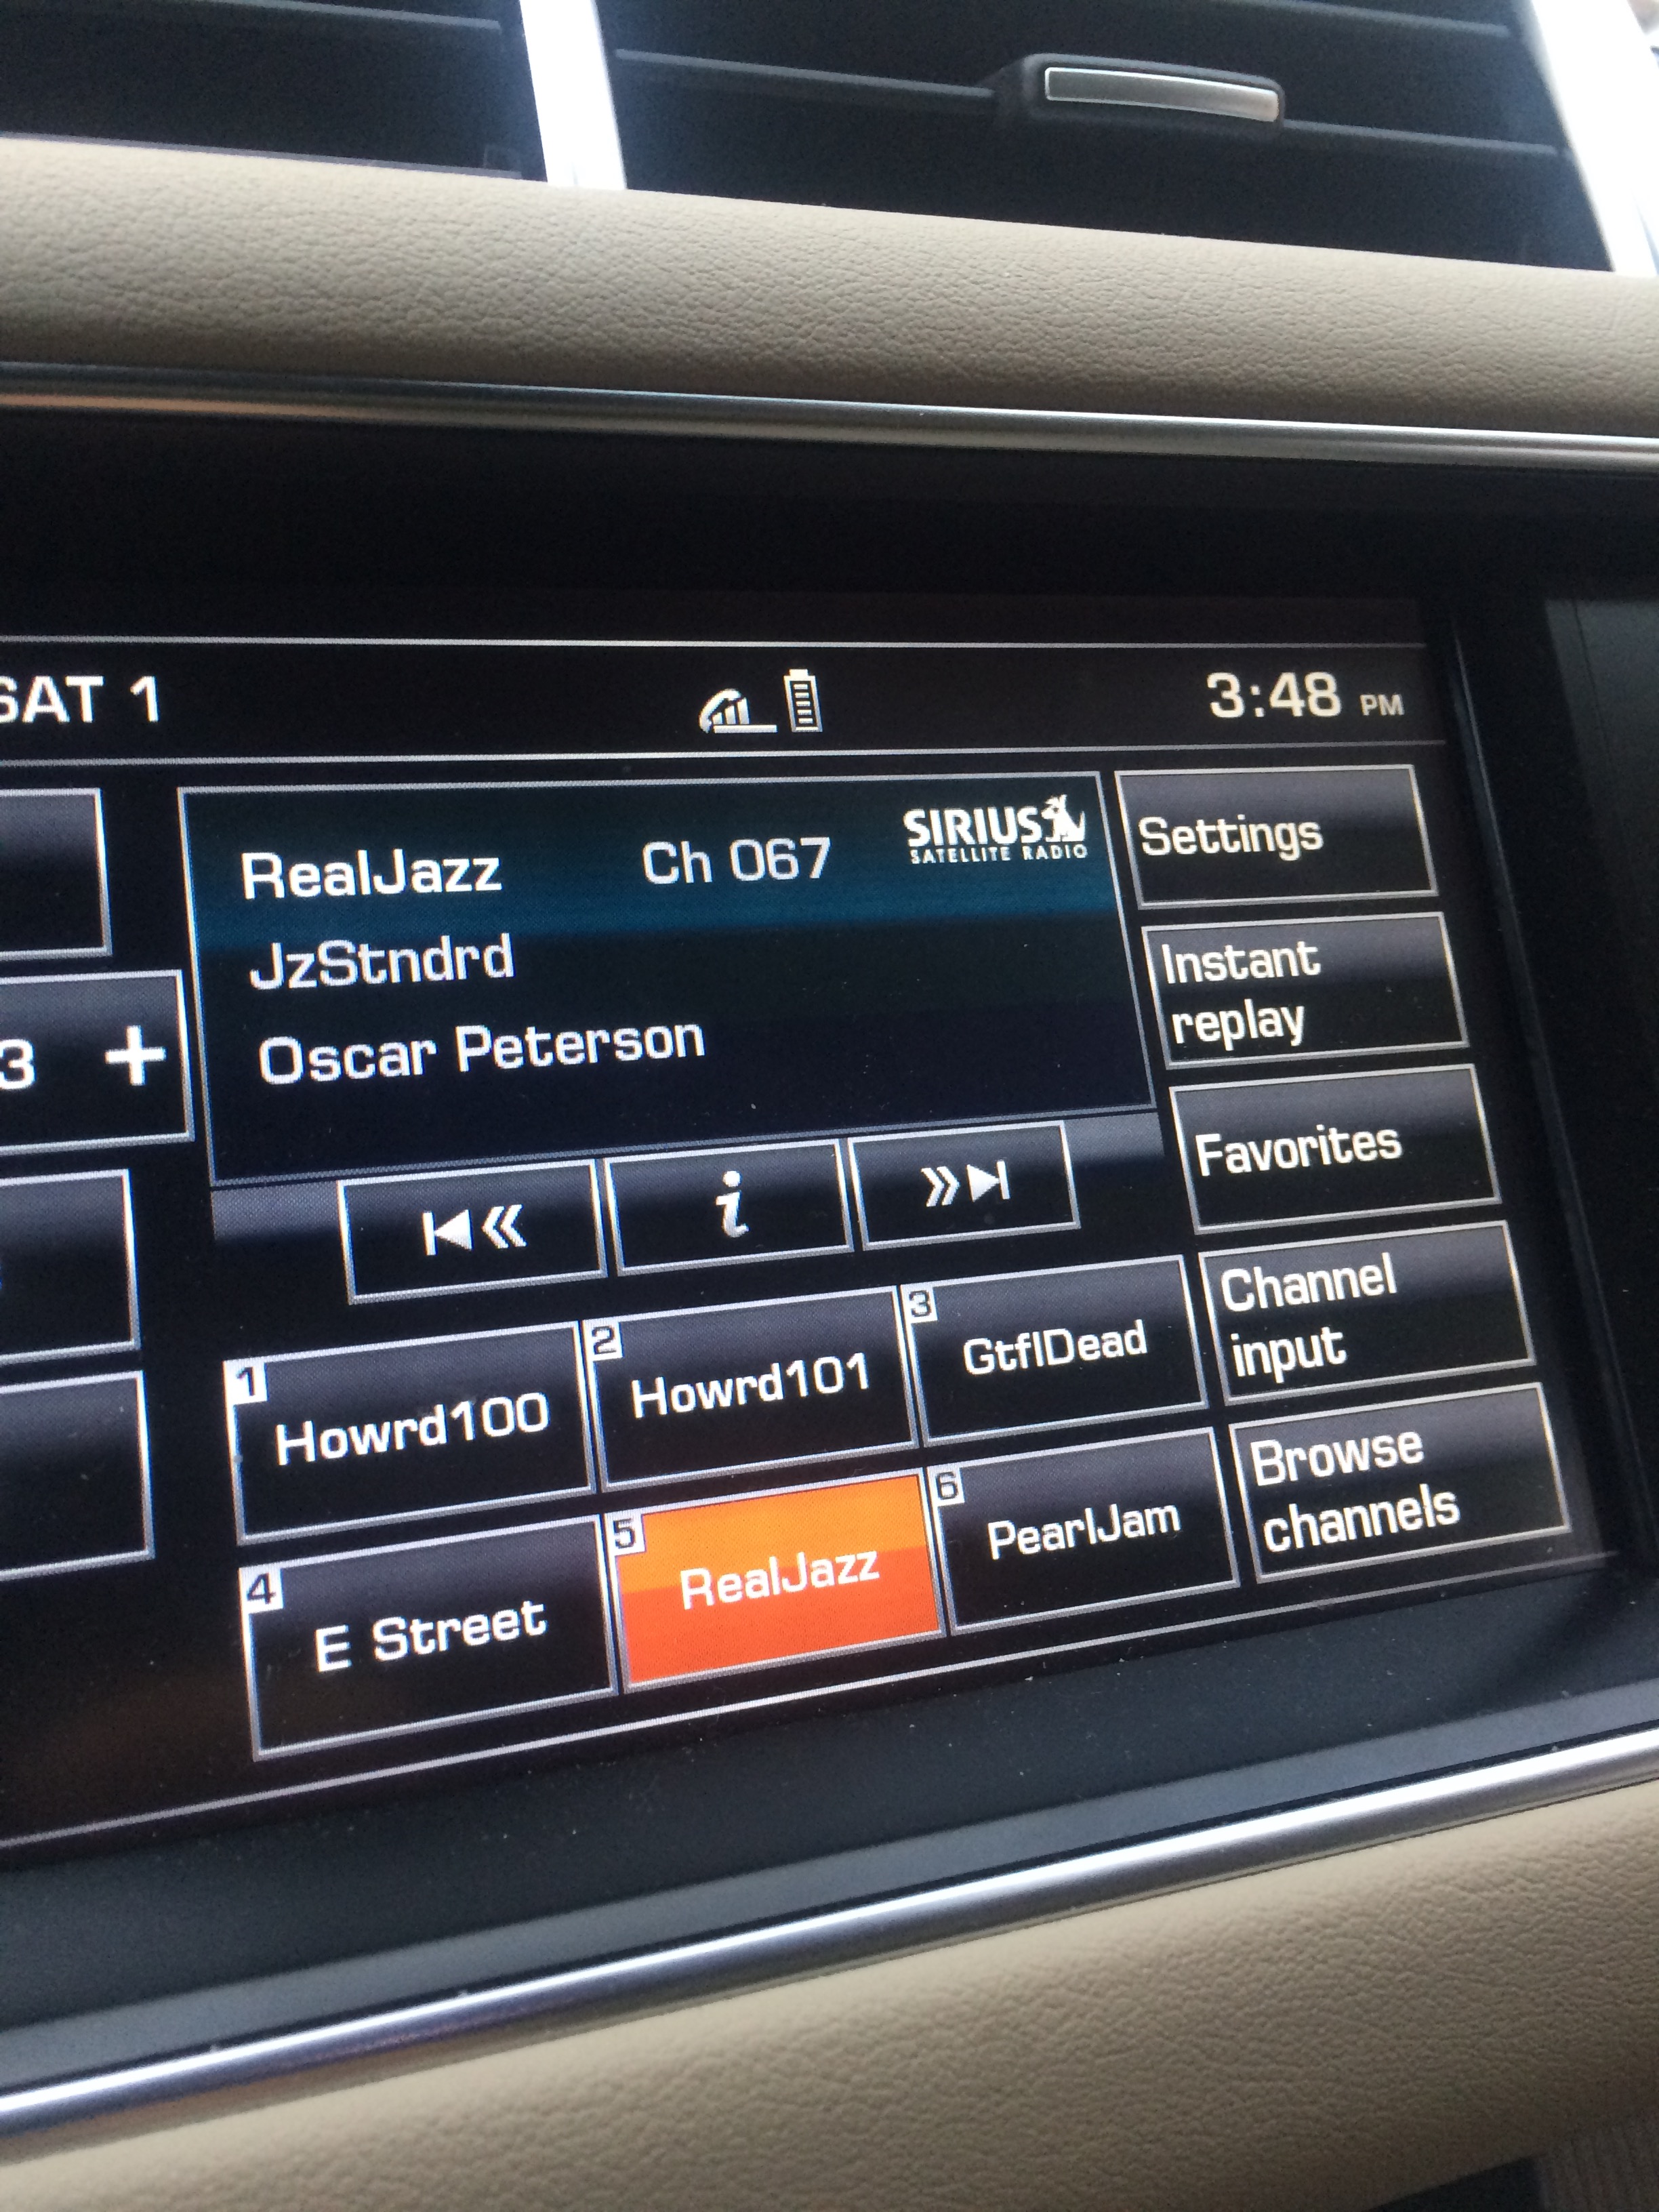 SAT 1
3:48 PM
RealJazz Ch 067
SIRIUS
SATELLITE RADIO
JzStndrd
Oscar Peterson
3 +
i
Settings
Instant
replay
Favorites
Channel
input
Browse
channels
1
Howrd100
2
Howrd101
3
GtflDead
4
E Street
5
RealJazz
6
PearlJam